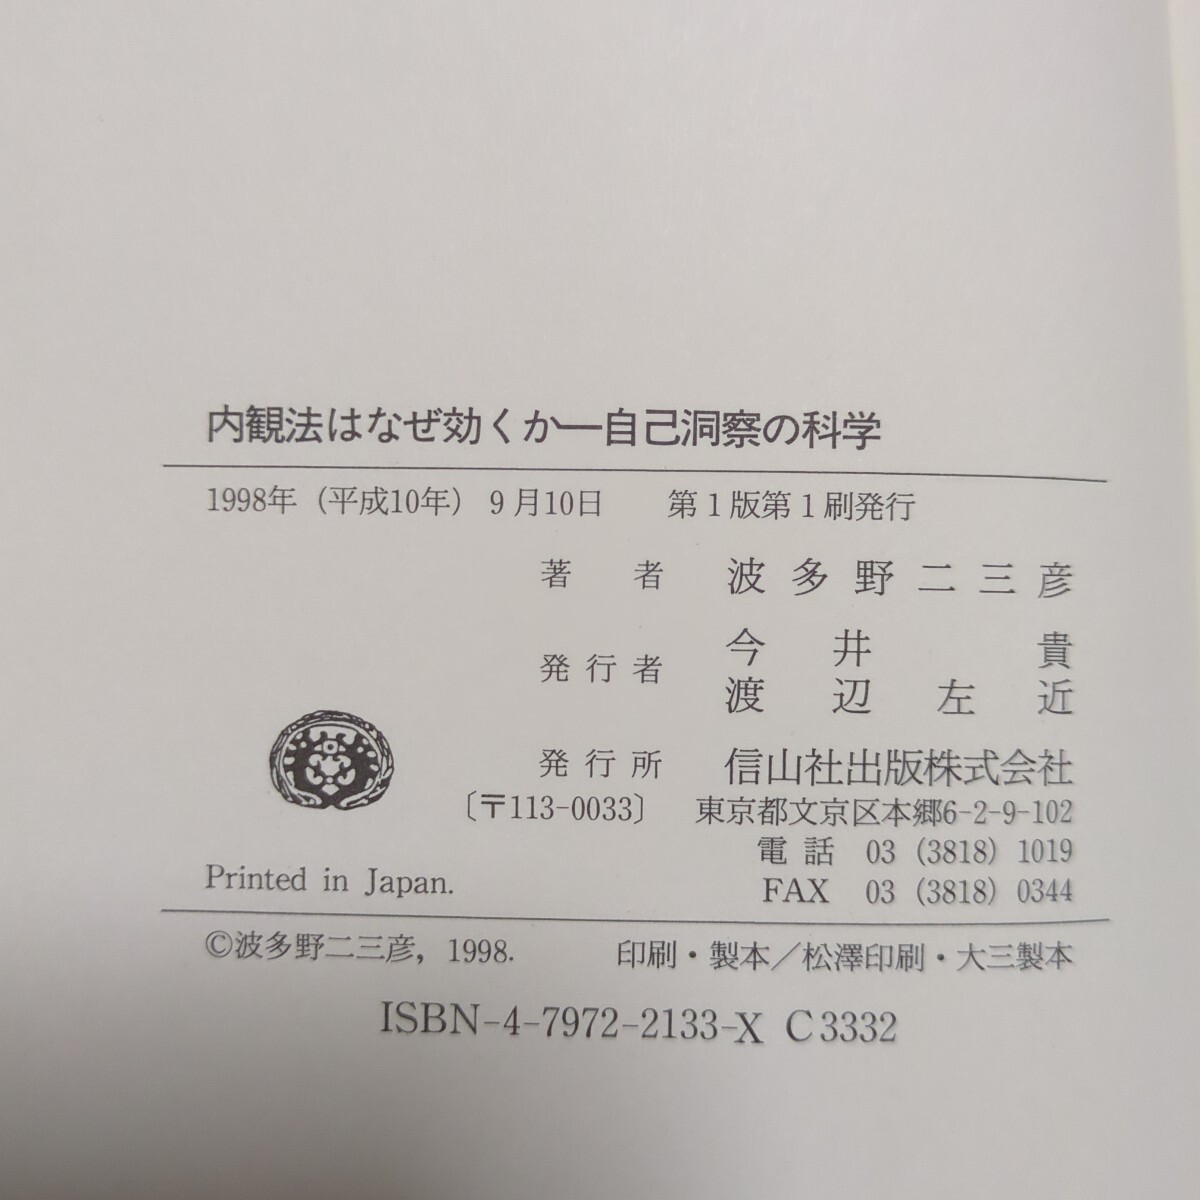 内観法はなぜ効くか―自己洞察の科学
1998年（平成10年）9月10日　第1版第1刷発行
著者　波多野二三彦
発行者　今井貴
渡辺左近
発行所　信山社出版株式会社
〔〒113-0033〕　東京都文京区本郷6-2-9-102
電話　03（3818）1019
FAX　03（3818）0344
Printed in Japan.
©波多野二三彦，1998.　印刷・製本／松澤印刷・大三製本
ISBN-4-7972-2133-X C3332